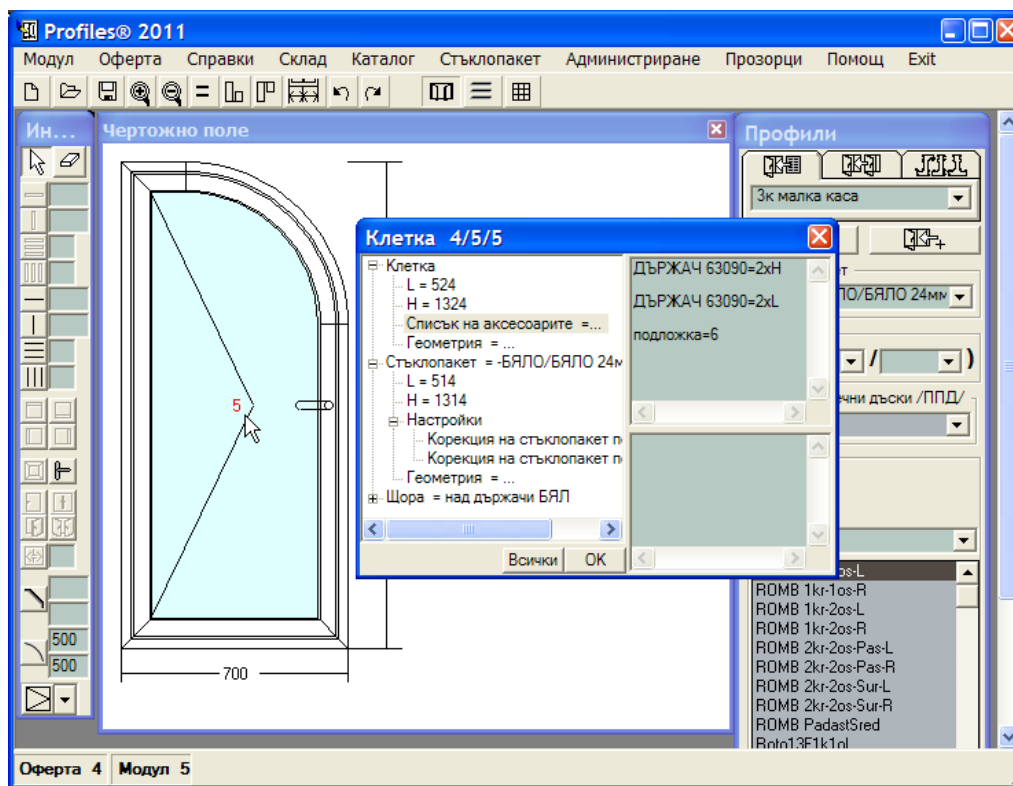 Profiles® 2011
Модул Оферта Справки Склад Каталог Стъклопакет Администриране Прозорци Помощ Exit
Ин...
Чертожно поле
5
700
500
500
Клетка 4/5/5
Клетка
L = 524
H = 1324
Списък на аксесоарите =...
Геометрия = ...
Стъклопакет = -БЯЛО/БЯЛО 24м
L = 514
H = 1314
Настройки
Корекция на стъклопакет п
Корекция на стъклопакет п
Геометрия = ...
Щора = над държачи БЯЛ
Всички OK
ДЪРЖАЧ 63090=2xH
ДЪРЖАЧ 63090=2xL
подложка=6
Профили
3к малка каса
ЛО/БЯЛО 24мм
/ )
чни дъски /ППД/
os-L
ROMB 1kr-1os-R
ROMB 1kr-2os-L
ROMB 1kr-2os-R
ROMB 2kr-2os-Pas-L
ROMB 2kr-2os-Pas-R
ROMB 2kr-2os-Sur-L
ROMB 2kr-2os-Sur-R
ROMB PadastSred
Оферта 4 Модул 5